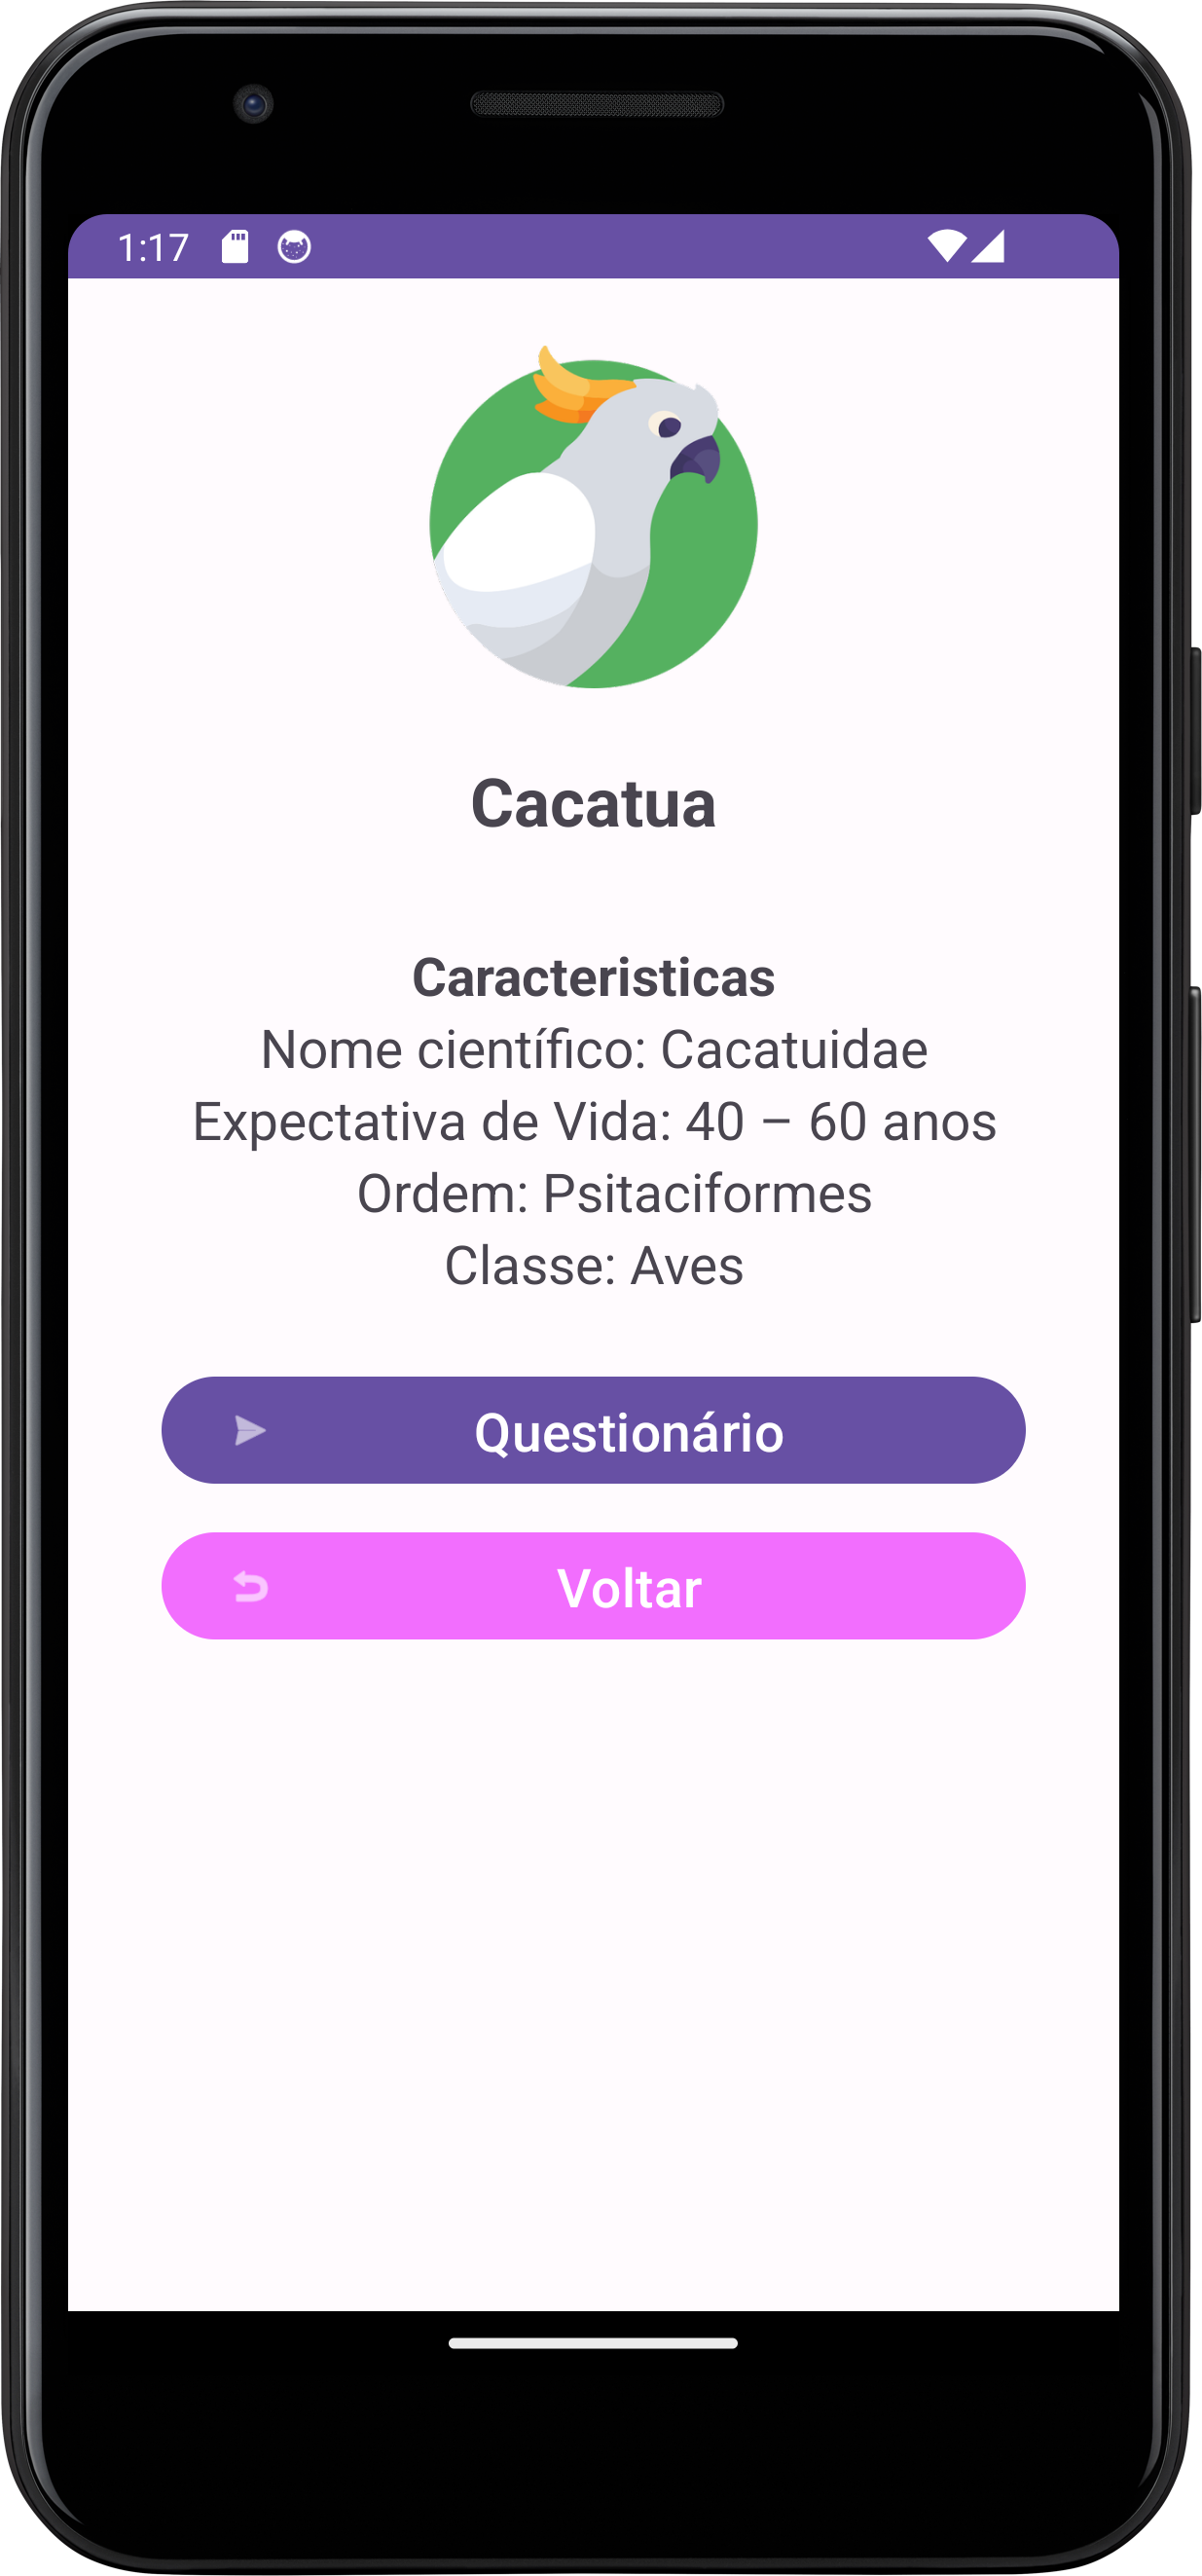 1:17
Cacatua
Caracteristicas
Nome científico: Cacatuidae
Expectativa de Vida: 40 – 60 anos
Ordem: Psitaciformes
Classe: Aves
Questionário
Voltar